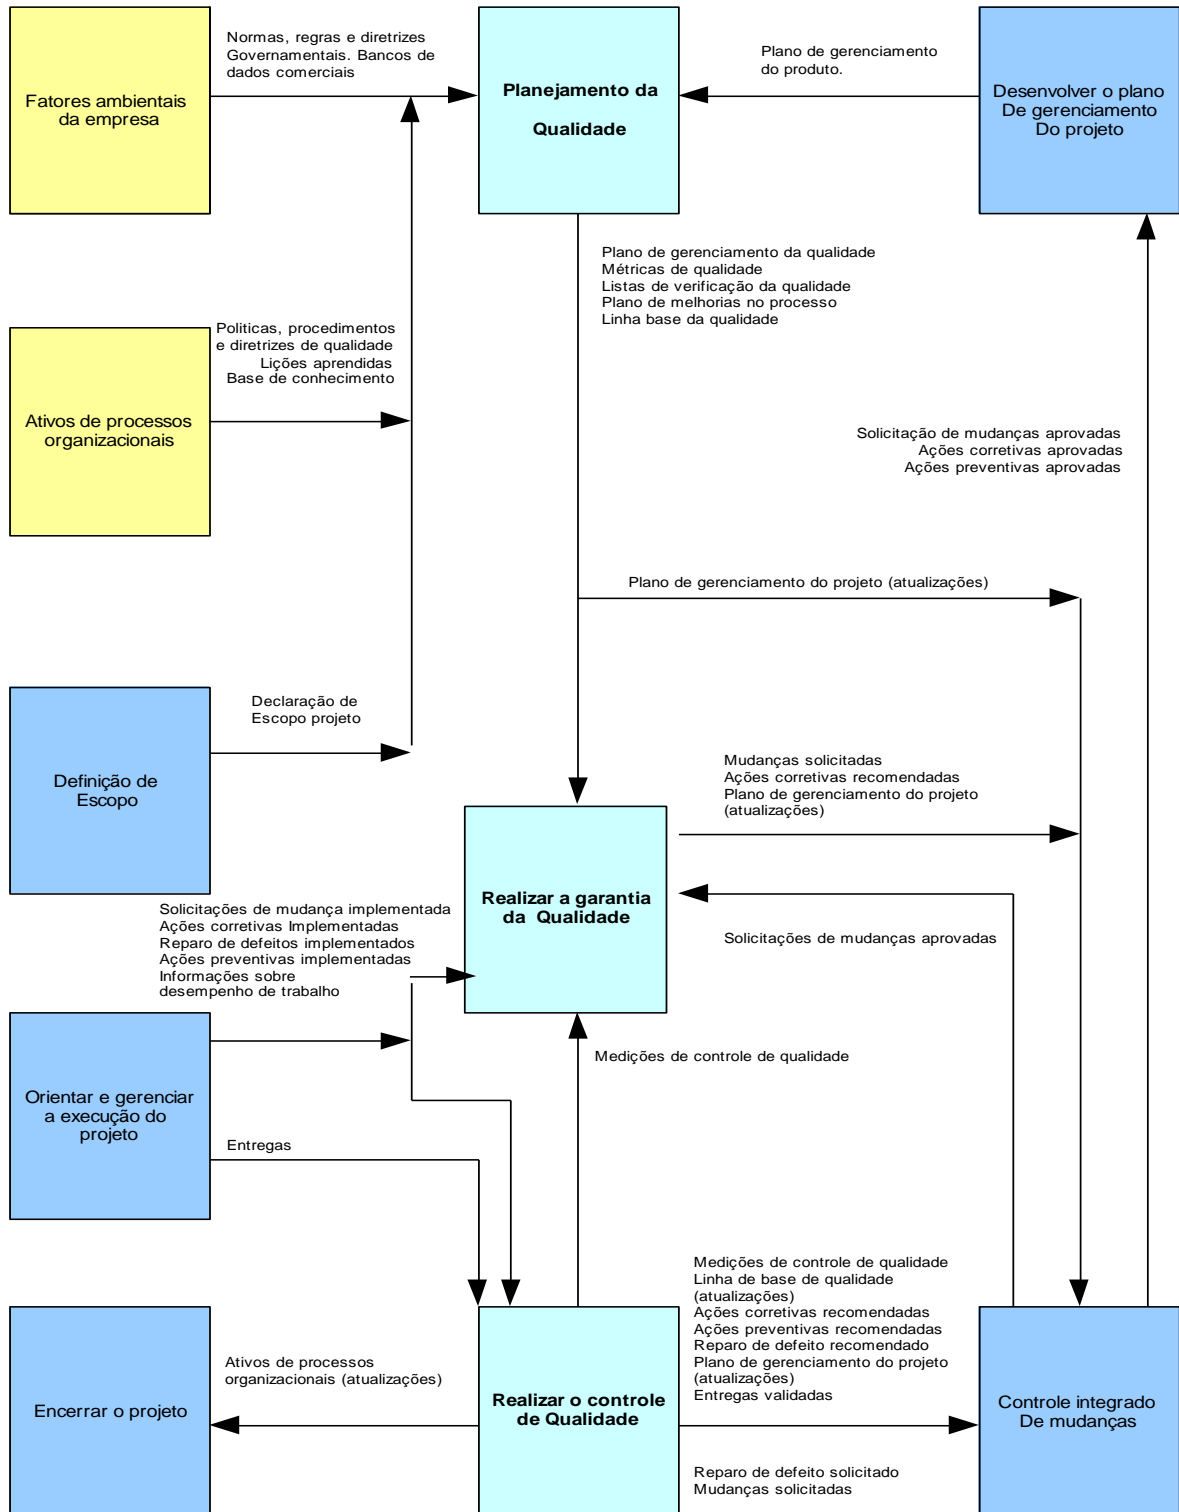 Normas, regras e diretrizes
Governamentais. Bancos de
dados comerciais
Plano de gerenciamento
do produto.
Fatores ambientais
da empresa
Planejamento da
Qualidade
Desenvolver o plano
De gerenciamento
Do projeto
Plano de gerenciamento da qualidade
Métricas de qualidade
Listas de verificação da qualidade
Plano de melhorias no processo
Linha base da qualidade
Politicas, procedimentos
e diretrizes de qualidade
Lições aprendidas
Base de conhecimento
Ativos de processos
organizacionais
Solicitação de mudanças aprovadas
Ações corretivas aprovadas
Ações preventivas aprovadas
Plano de gerenciamento do projeto (atualizações)
Declaração de
Escopo projeto
Definição de
Escopo
Mudanças solicitadas
Ações corretivas recomendadas
Plano de gerenciamento do projeto
(atualizações)
Realizar a garantia
da Qualidade
Solicitações de mudança implementada
Ações corretivas Implementadas
Reparo de defeitos implementados
Ações preventivas implementadas
Informações sobre
desempenho de trabalho
Solicitações de mudanças aprovadas
Medições de controle de qualidade
Orientar e gerenciar
a execução do
projeto
Entregas
Medições de controle de qualidade
Linha de base de qualidade
(atualizações)
Ações corretivas recomendadas
Ações preventivas recomendadas
Reparo de defeito recomendado
Plano de gerenciamento do projeto
(atualizações)
Entregas validadas
Ativos de processos
organizacionais (atualizações)
Encerrar o projeto
Realizar o controle
de Qualidade
Controle integrado
De mudanças
Reparo de defeito solicitado
Mudanças solicitadas